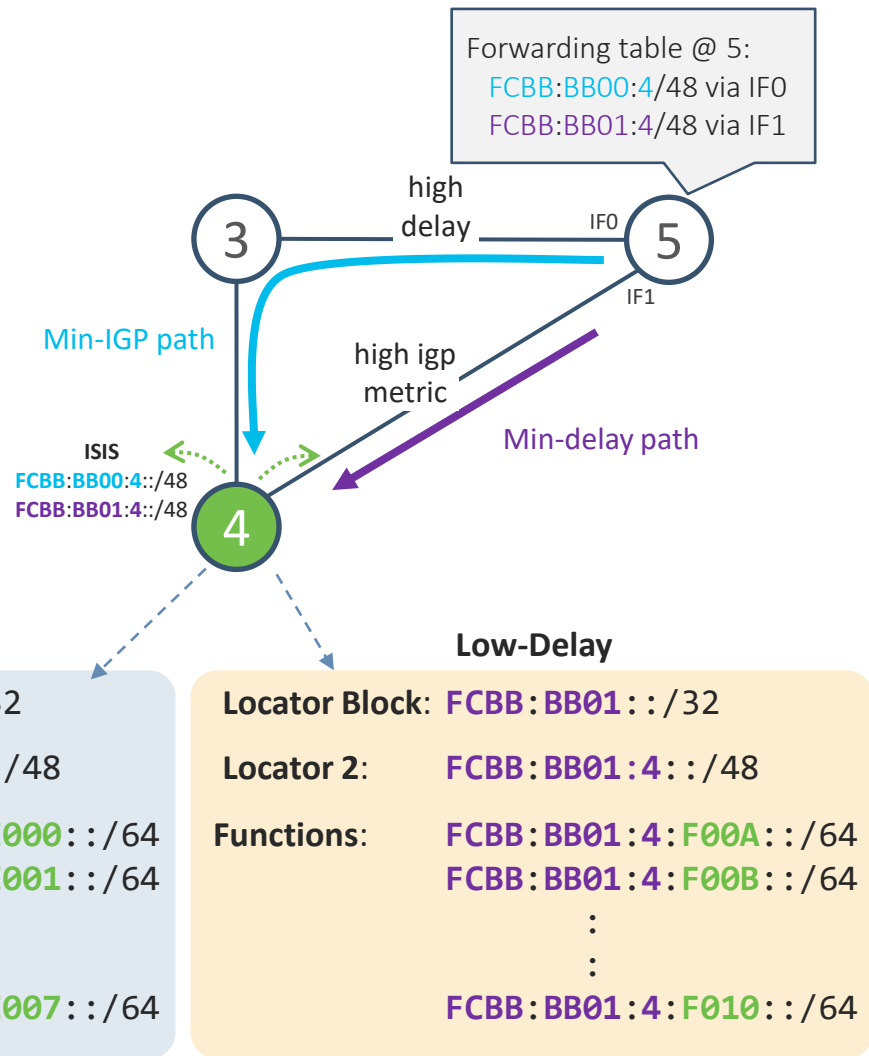 Forwarding table @ 5:
FCBB:BB00:4/48 via IF0
FCBB:BB01:4/48 via IF1
high
delay
IF0
3
5
IF1
Min-IGP path
high igp
metric
Min-delay path
ISIS
FCBB:BB00:4::/48
FCBB:BB01:4::/48
4
Low-Delay
2
/48
000::/64
001::/64
007::/64
Locator Block: FCBB:BB01::/32
Locator 2: FCBB:BB01:4::/48
Functions: FCBB:BB01:4:F00A::/64
FCBB:BB01:4:F00B::/64
:
:
FCBB:BB01:4:F010::/64